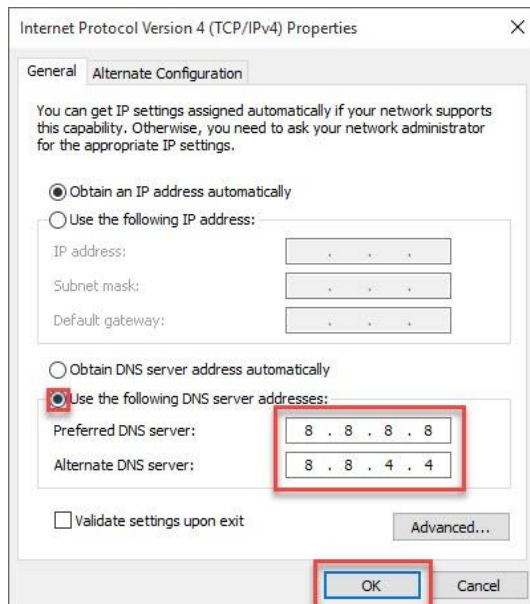 Internet Protocol Version 4 (TCP/IPv4) Properties
General
Alternate Configuration
You can get IP settings assigned automatically if your network supports
this capability. Otherwise, you need to ask your network administrator
for the appropriate IP settings.
Obtain an IP address automatically
Use the following IP address:
IP address: . . .
Subnet mask: . . .
Default gateway: . . .
Obtain DNS server address automatically
Use the following DNS server addresses:
Preferred DNS server: 8 . 8 . 8 . 8
Alternate DNS server: 8 . 8 . 4 . 4
Validate settings upon exit
Advanced...
OK Cancel